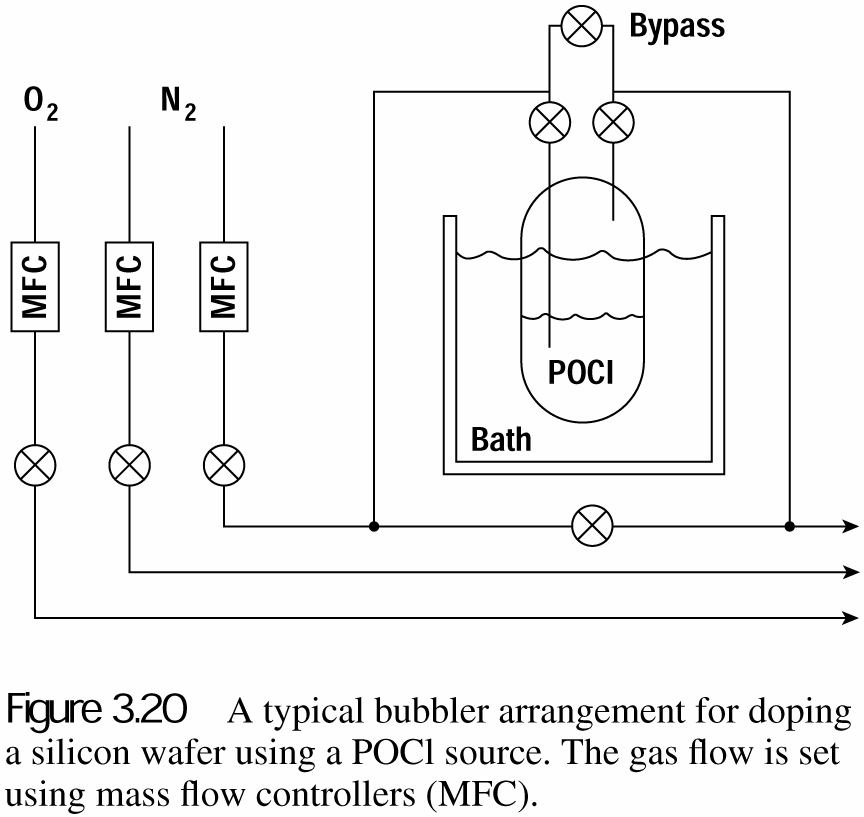 Bypass
O2 N2
MFC MFC MFC
POCl
Bath
Figure 3.20 A typical bubbler arrangement for doping
a silicon wafer using a POCl source. The gas flow is set
using mass flow controllers (MFC).